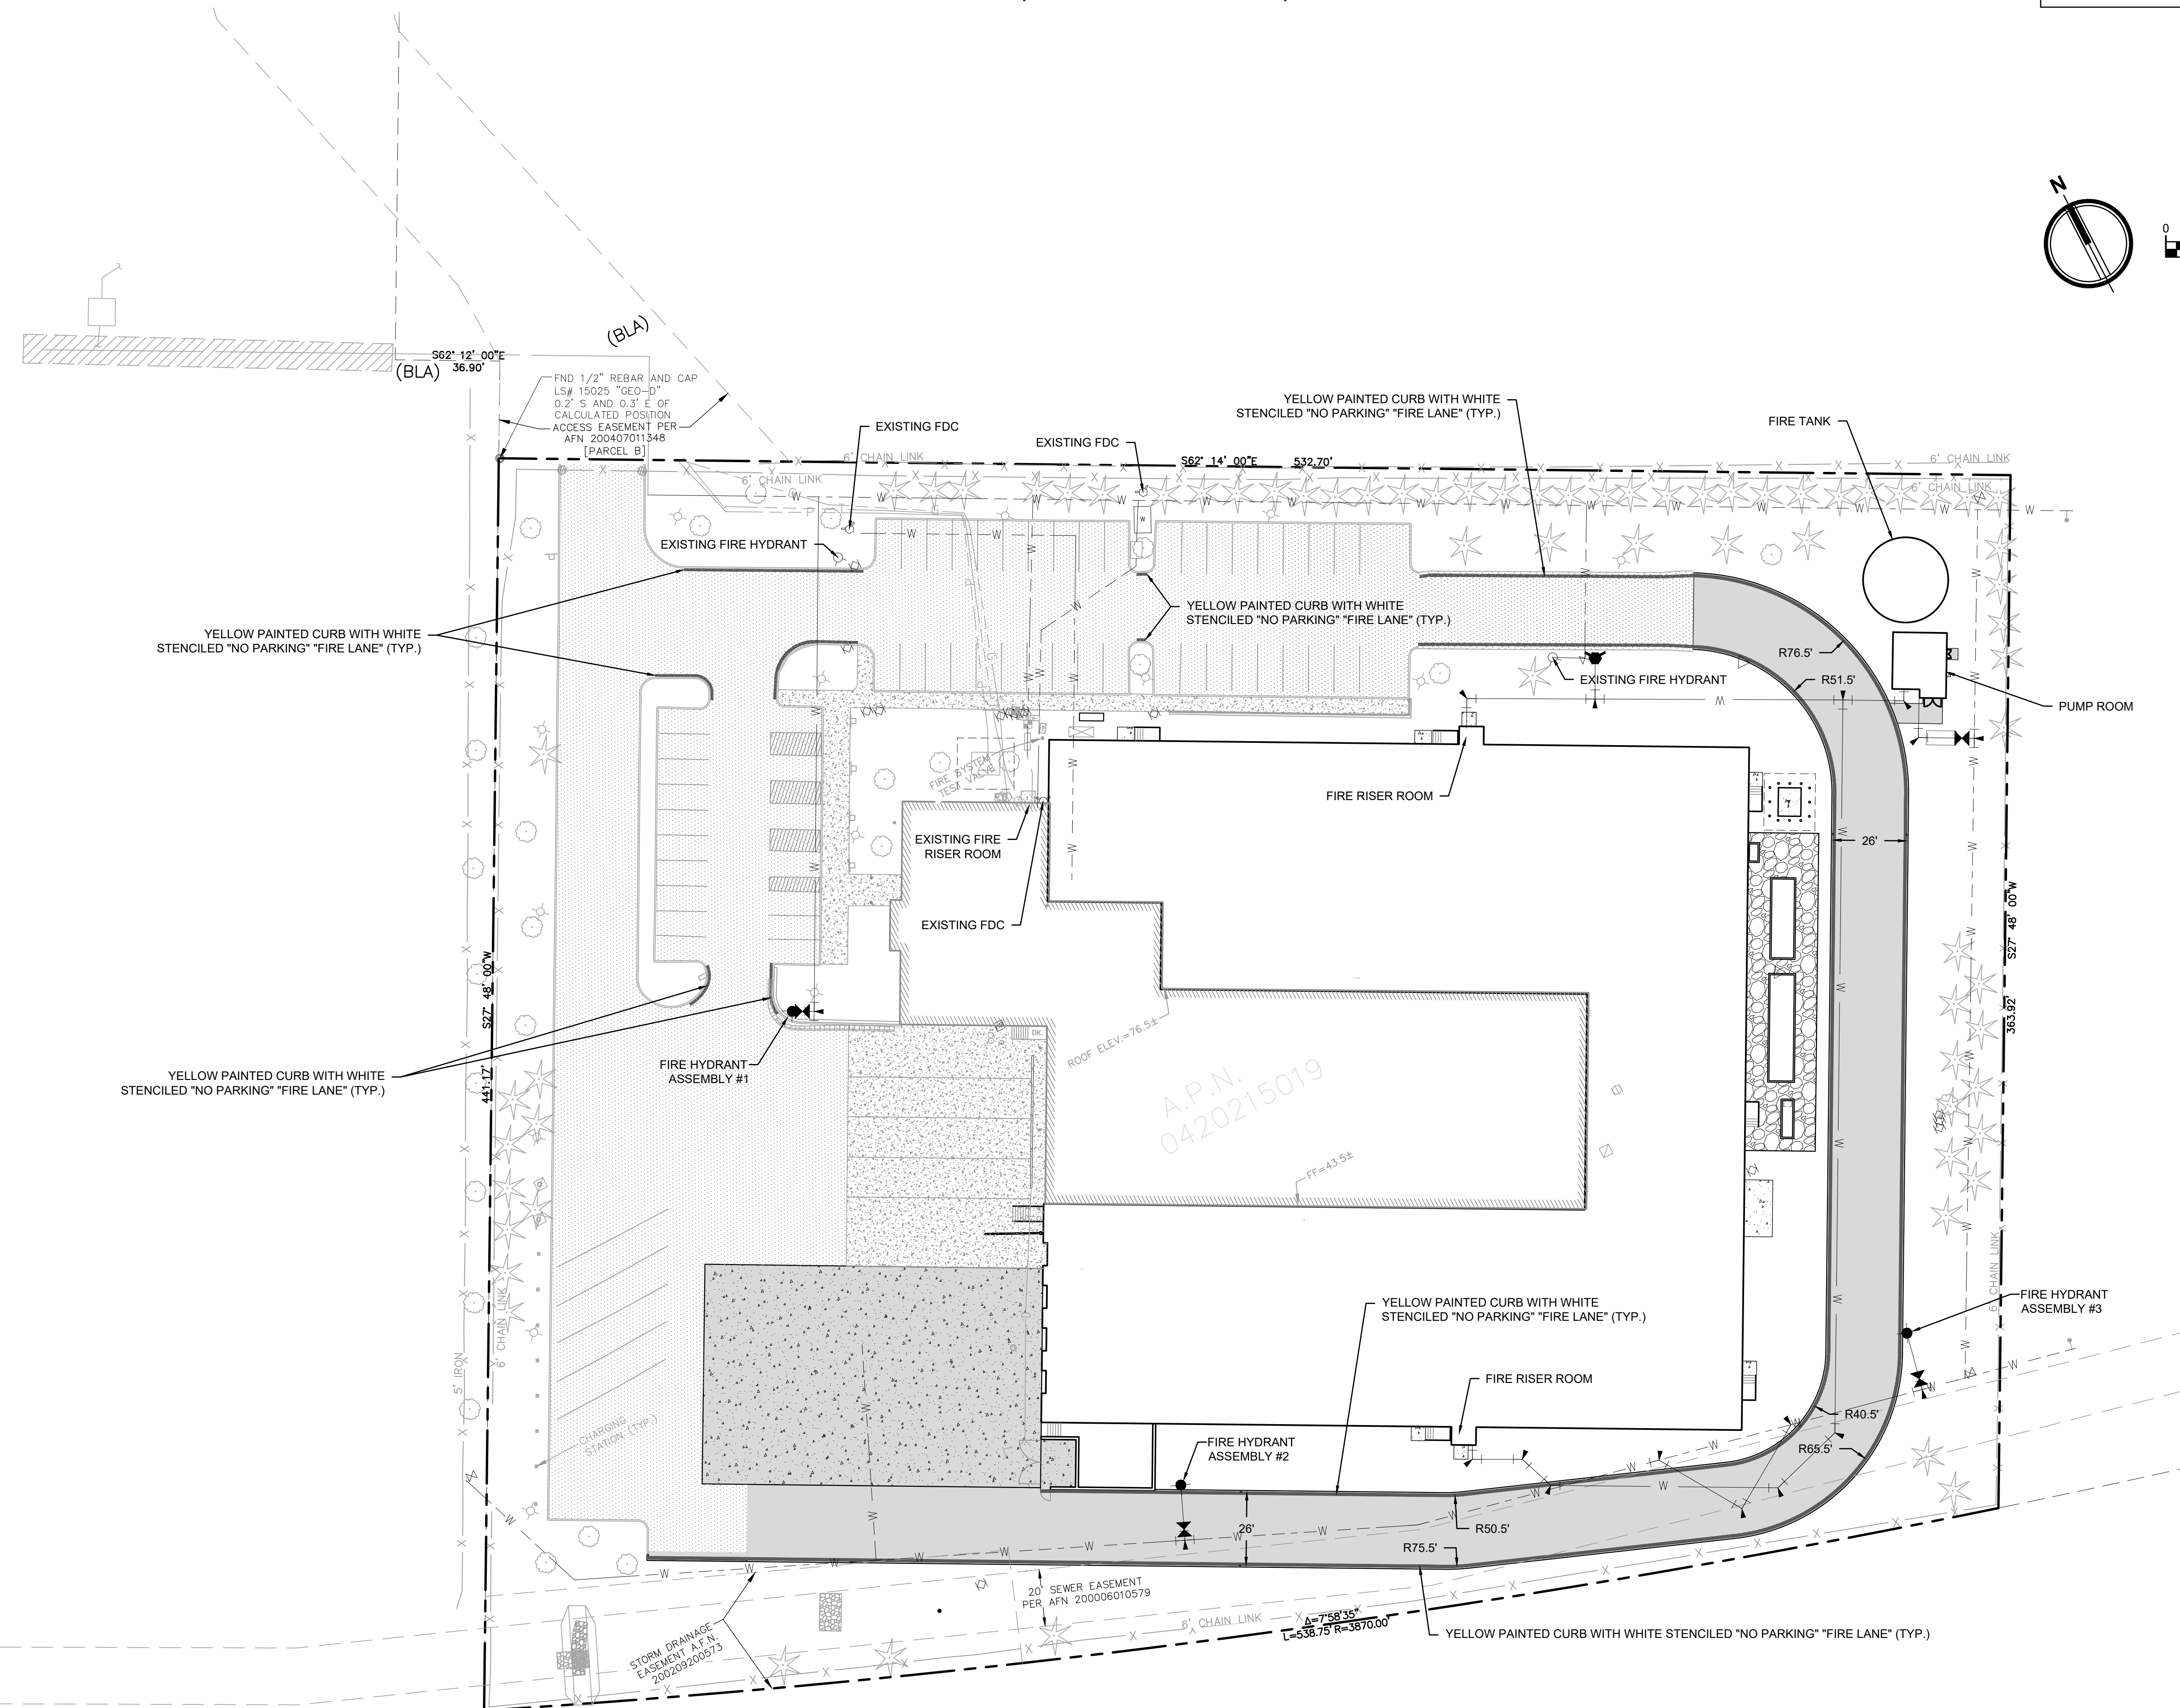 N
0
(BLA)
S62° 12' 00"E
36.90'
(BLA)
FND 1/2" REBAR AND CAP
LS# 15025 "GEO-D"
0.2' S AND 0.3' E OF
CALCULATED POSITION
ACCESS EASEMENT PER
AFN 200407011348
[PARCEL B]
EXISTING FDC
EXISTING FDC
YELLOW PAINTED CURB WITH WHITE
STENCILED "NO PARKING" "FIRE LANE" (TYP.)
FIRE TANK
6' CHAIN LINK
S62° 14' 00"E 532.70'
6' CHAIN LINK
6' CHAIN LINK
6' CHAIN LINK
EXISTING FIRE HYDRANT
W
YELLOW PAINTED CURB WITH WHITE
STENCILED "NO PARKING" "FIRE LANE" (TYP.)
YELLOW PAINTED CURB WITH WHITE
STENCILED "NO PARKING" "FIRE LANE" (TYP.)
R76.5'
R51.5'
EXISTING FIRE HYDRANT
PUMP ROOM
FIRE SYSTEM
TEST VALVE
FIRE RISER ROOM
EXISTING FIRE
RISER ROOM
26'
EXISTING FDC
S27° 48' 00"W
441.17'
S27° 48' 00"W
363.92'
ROOF ELEV.=76.5±
DK.
FIRE HYDRANT
ASSEMBLY #1
YELLOW PAINTED CURB WITH WHITE
STENCILED "NO PARKING" "FIRE LANE" (TYP.)
A.P.N.
0420215019
FF=43.5±
6' CHAIN LINK
6' CHAIN LINK
5' IRON
YELLOW PAINTED CURB WITH WHITE
STENCILED "NO PARKING" "FIRE LANE" (TYP.)
FIRE HYDRANT
ASSEMBLY #3
FIRE RISER ROOM
CHARGING
STATION (TYP.)
R40.5'
R65.5'
FIRE HYDRANT
ASSEMBLY #2
26'
R50.5'
R75.5'
20' SEWER EASEMENT
PER AFN 200006010579
6' CHAIN LINK
Δ=7°58'35"
L=538.75' R=3870.00'
STORM DRAINAGE
EASEMENT A.F.N.
200209200573
YELLOW PAINTED CURB WITH WHITE STENCILED "NO PARKING" "FIRE LANE" (TYP.)